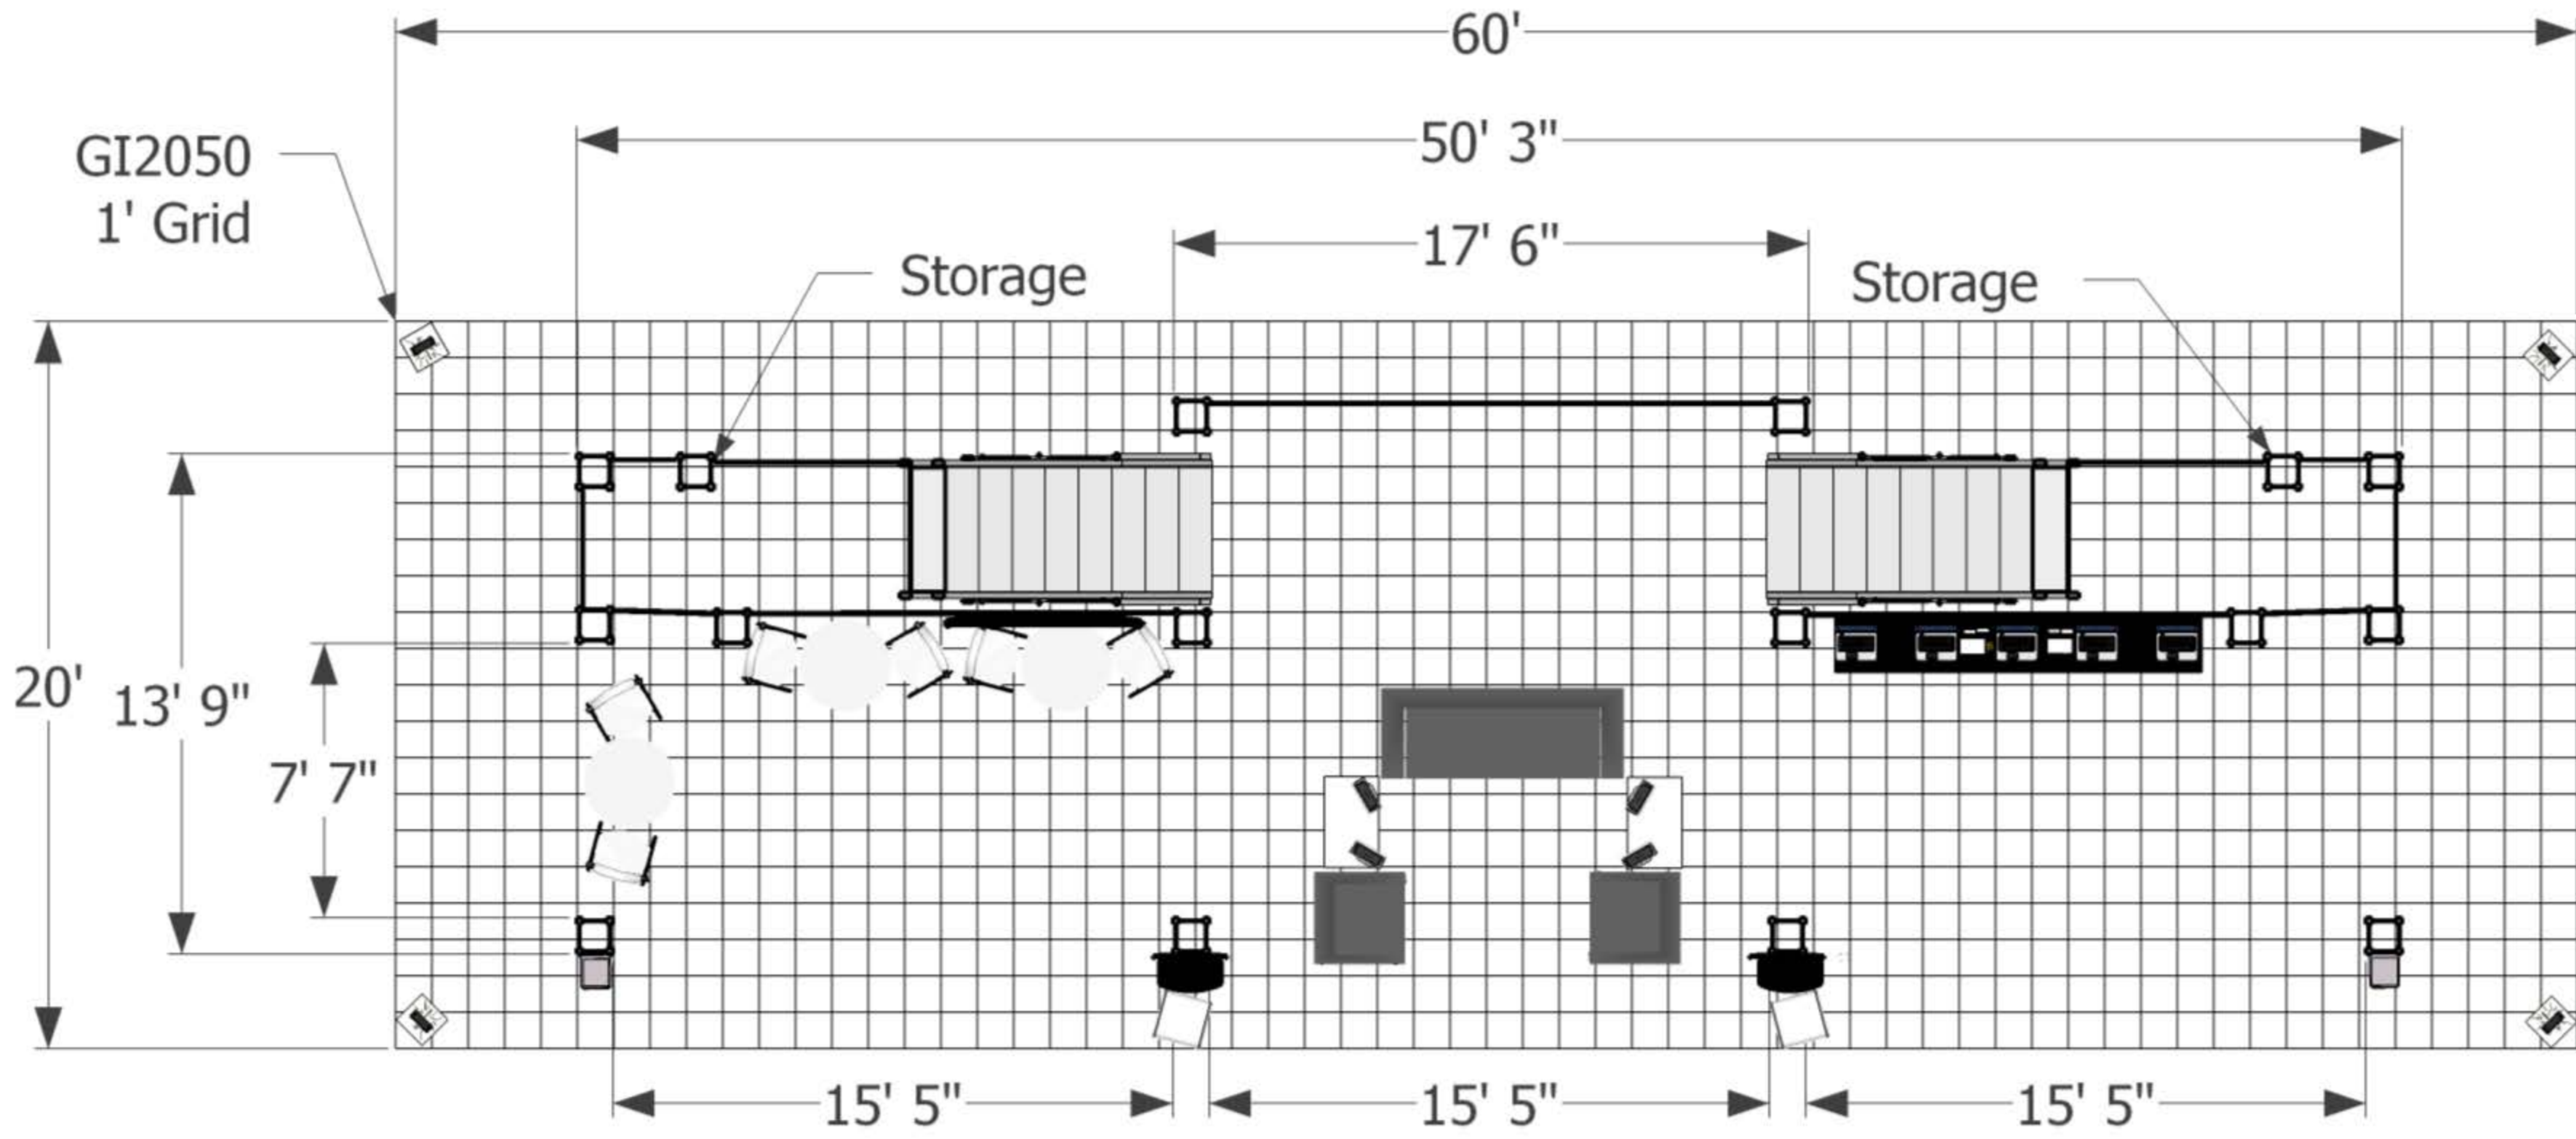 60'
50' 3"
GI2050
1' Grid
17' 6"
Storage
Storage
20'
13' 9"
7' 7"
15' 5"
15' 5"
15' 5"